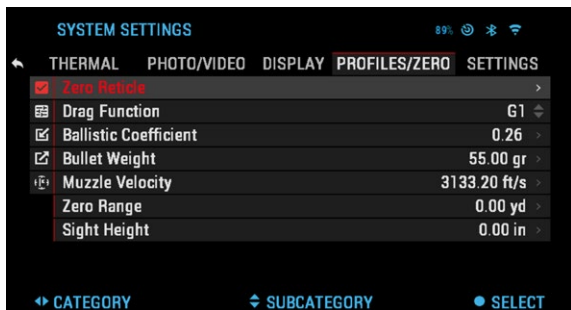 SYSTEM SETTINGS 89%
THERMAL PHOTO/VIDEO DISPLAY PROFILES/ZERO SETTINGS
Zero Reticle
Drag Function G1
Ballistic Coefficient 0.26
Bullet Weight 55.00 gr
Muzzle Velocity 3133.20 ft/s
Zero Range 0.00 yd
Sight Height 0.00 in
CATEGORY SUBCATEGORY SELECT